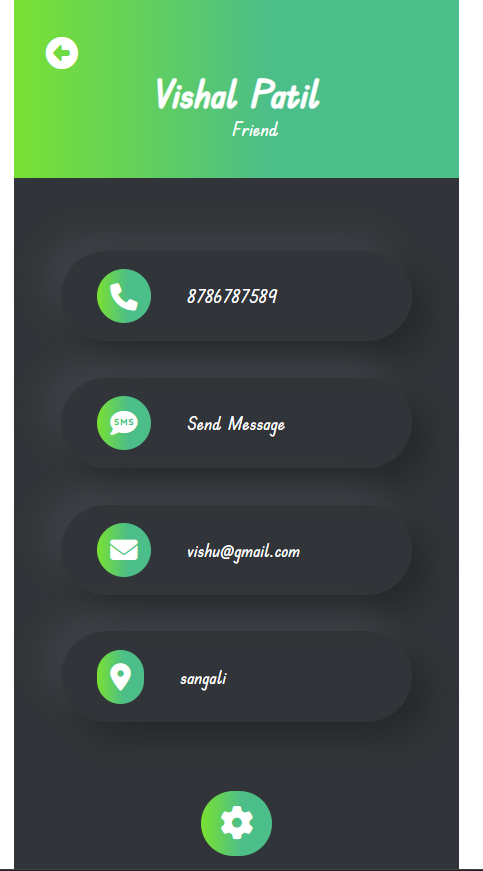 Vishal Patil
Friend
8786787589
SMS
Send Message
vishu@gmail.com
sangali